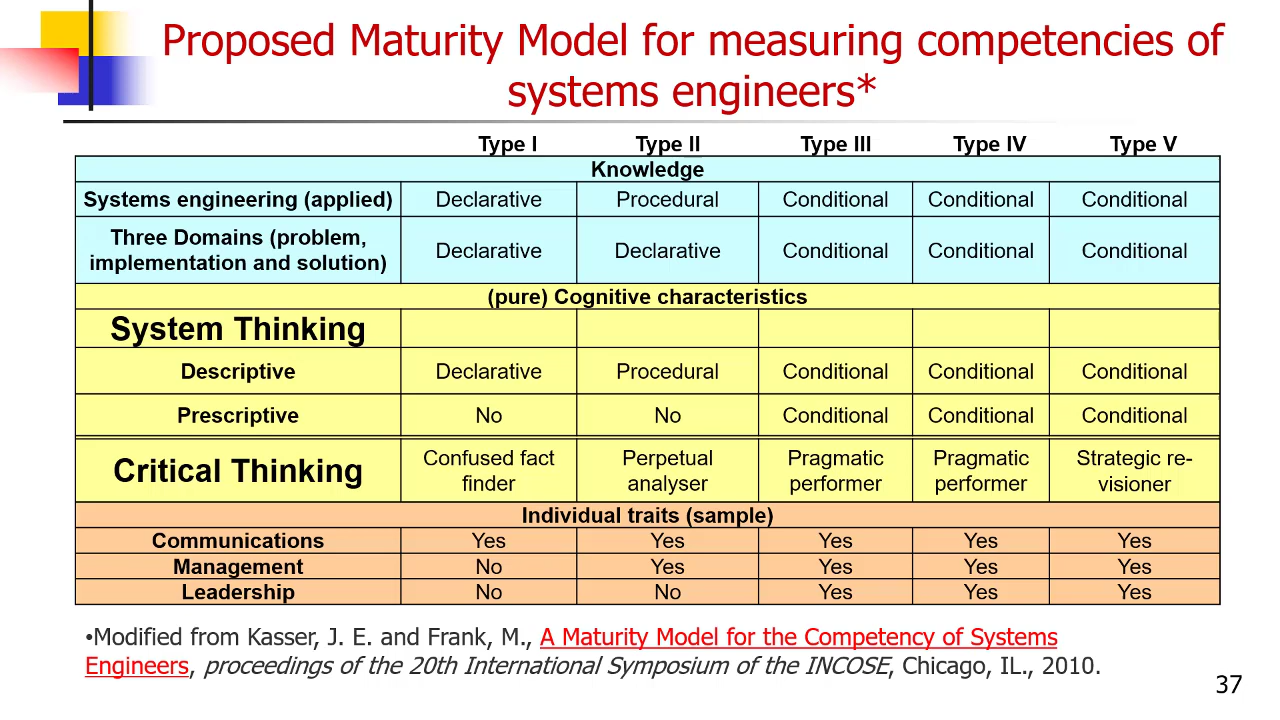 Proposed Maturity Model for measuring competencies of
systems engineers*
Type I Type II Type III Type IV Type V
Knowledge
Systems engineering (applied) Declarative Procedural Conditional Conditional Conditional
Three Domains (problem,
implementation and solution) Declarative Declarative Conditional Conditional Conditional
(pure) Cognitive characteristics
System Thinking
Descriptive Declarative Procedural Conditional Conditional Conditional
Prescriptive No No Conditional Conditional Conditional
Critical Thinking Confused fact finder Perpetual analyser Pragmatic performer Pragmatic performer Strategic re-visioner
Individual traits (sample)
Communications Yes Yes Yes Yes Yes
Management No Yes Yes Yes Yes
Leadership No No Yes Yes Yes
•Modified from Kasser, J. E. and Frank, M., A Maturity Model for the Competency of Systems
Engineers, proceedings of the 20th International Symposium of the INCOSE, Chicago, IL., 2010.
37